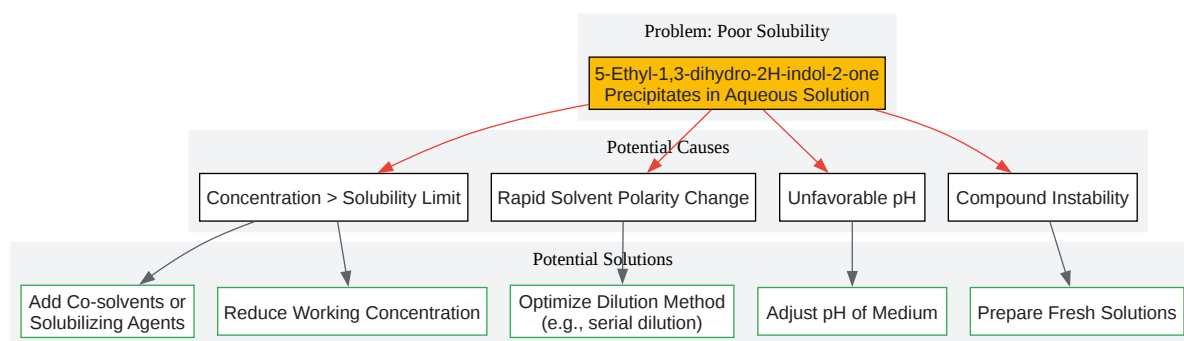 Problem: Poor Solubility
5-Ethyl-1,3-dihydro-2H-indol-2-one
Precipitates in Aqueous Solution
Potential Causes
Concentration > Solubility Limit
Rapid Solvent Polarity Change
Unfavorable pH
Compound Instability
Potential Solutions
Add Co-solvents or
Solubilizing Agents
Reduce Working Concentration
Optimize Dilution Method
(e.g., serial dilution)
Adjust pH of Medium
Prepare Fresh Solutions